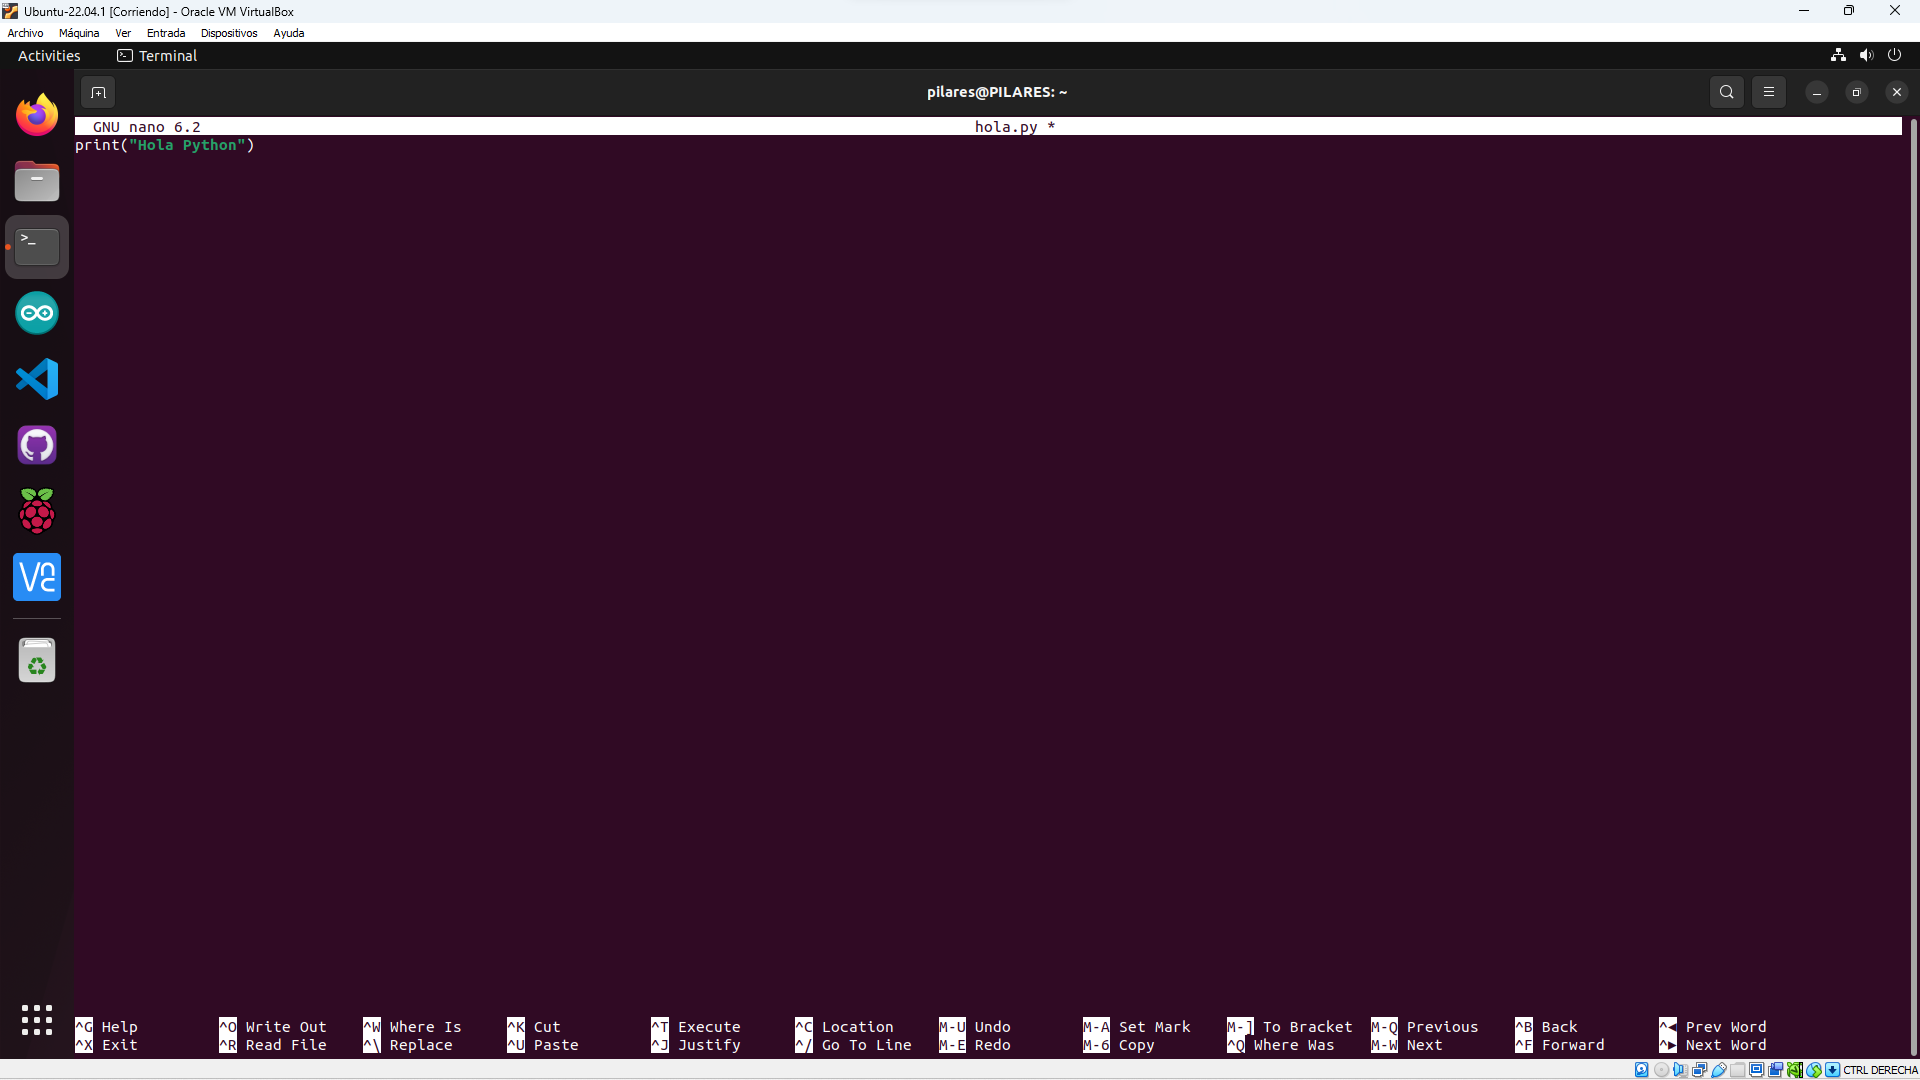 Ubuntu-22.04.1 [Corriendo] - Oracle VM VirtualBox
Archivo Máquina Ver Entrada Dispositivos Ayuda
Activities Terminal
pilares@PILARES: ~
GNU nano 6.2 hola.py *
print("Hola Python")
>_
VNC
^G Help ^O Write Out ^W Where Is ^K Cut ^T Execute ^C Location M-U Undo M-A Set Mark M-] To Bracket M-Q Previous ^B Back ^◀ Prev Word
^X Exit ^R Read File ^\ Replace ^U Paste ^J Justify ^/ Go To Line M-E Redo M-6 Copy ^Q Where Was M-W Next ^F Forward ^▶ Next Word
CTRL DERECHA